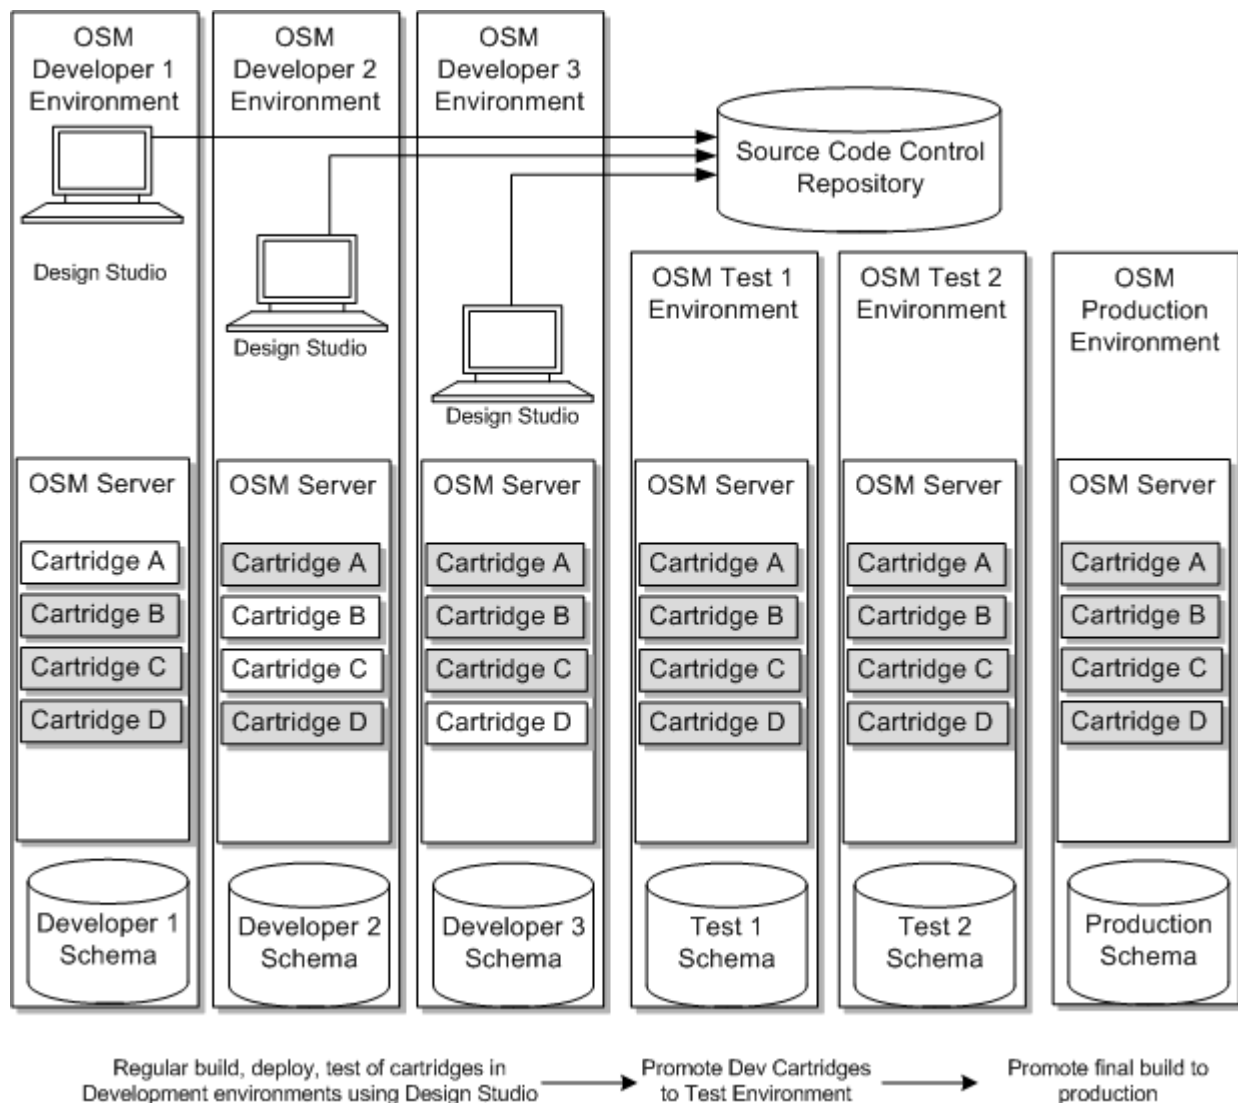 OSM
Developer 1
Environment
OSM
Developer 2
Environment
OSM
Developer 3
Environment
Source Code Control
Repository
Design Studio
Design Studio
Design Studio
OSM Test 1
Environment
OSM Test 2
Environment
OSM
Production
Environment
OSM Server
Cartridge A
Cartridge B
Cartridge C
Cartridge D
OSM Server
Cartridge A
Cartridge B
Cartridge C
Cartridge D
OSM Server
Cartridge A
Cartridge B
Cartridge C
Cartridge D
OSM Server
Cartridge A
Cartridge B
Cartridge C
Cartridge D
OSM Server
Cartridge A
Cartridge B
Cartridge C
Cartridge D
OSM Server
Cartridge A
Cartridge B
Cartridge C
Cartridge D
Developer 1
Schema
Developer 2
Schema
Developer 3
Schema
Test 1
Schema
Test 2
Schema
Production
Schema
Regular build, deploy, test of cartridges in
Development environments using Design Studio
Promote Dev Cartridges
to Test Environment
Promote final build to
production